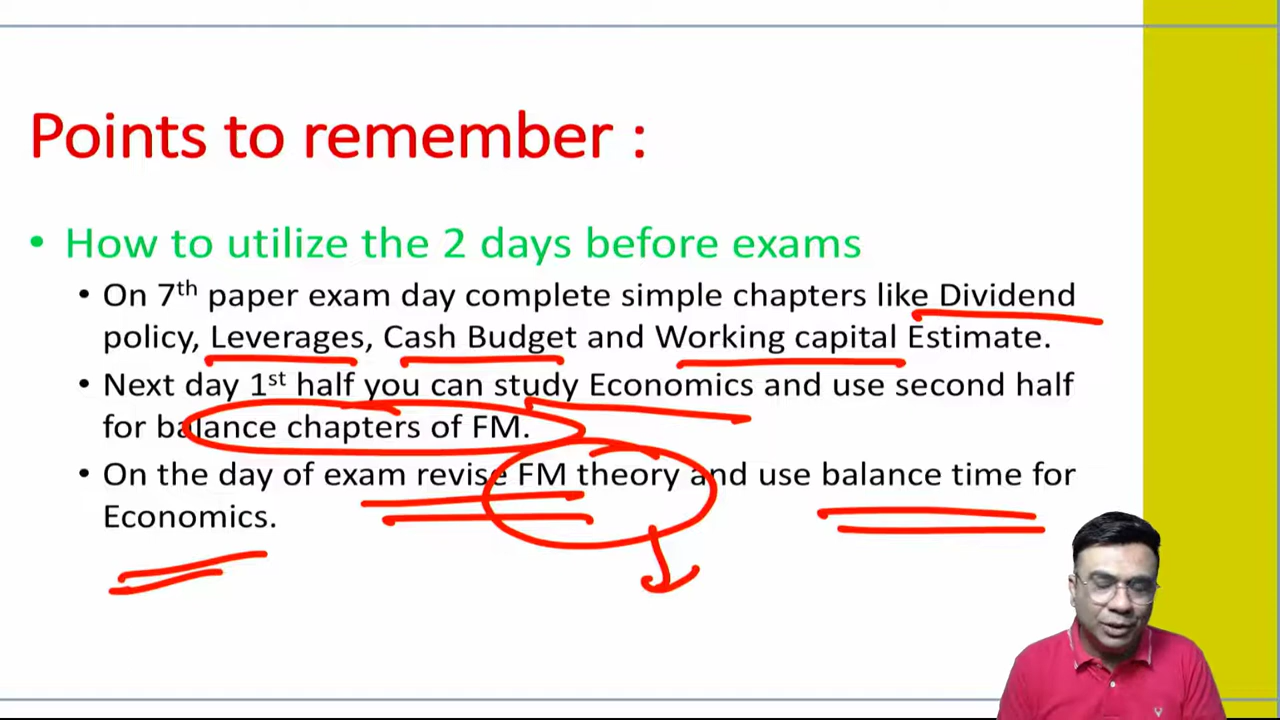 Points to remember :
• How to utilize the 2 days before exams
• On 7th paper exam day complete simple chapters like Dividend
policy, Leverages, Cash Budget and Working capital Estimate.
• Next day 1st half you can study Economics and use second half
for balance chapters of FM.
• On the day of exam revise FM theory and use balance time for
Economics.